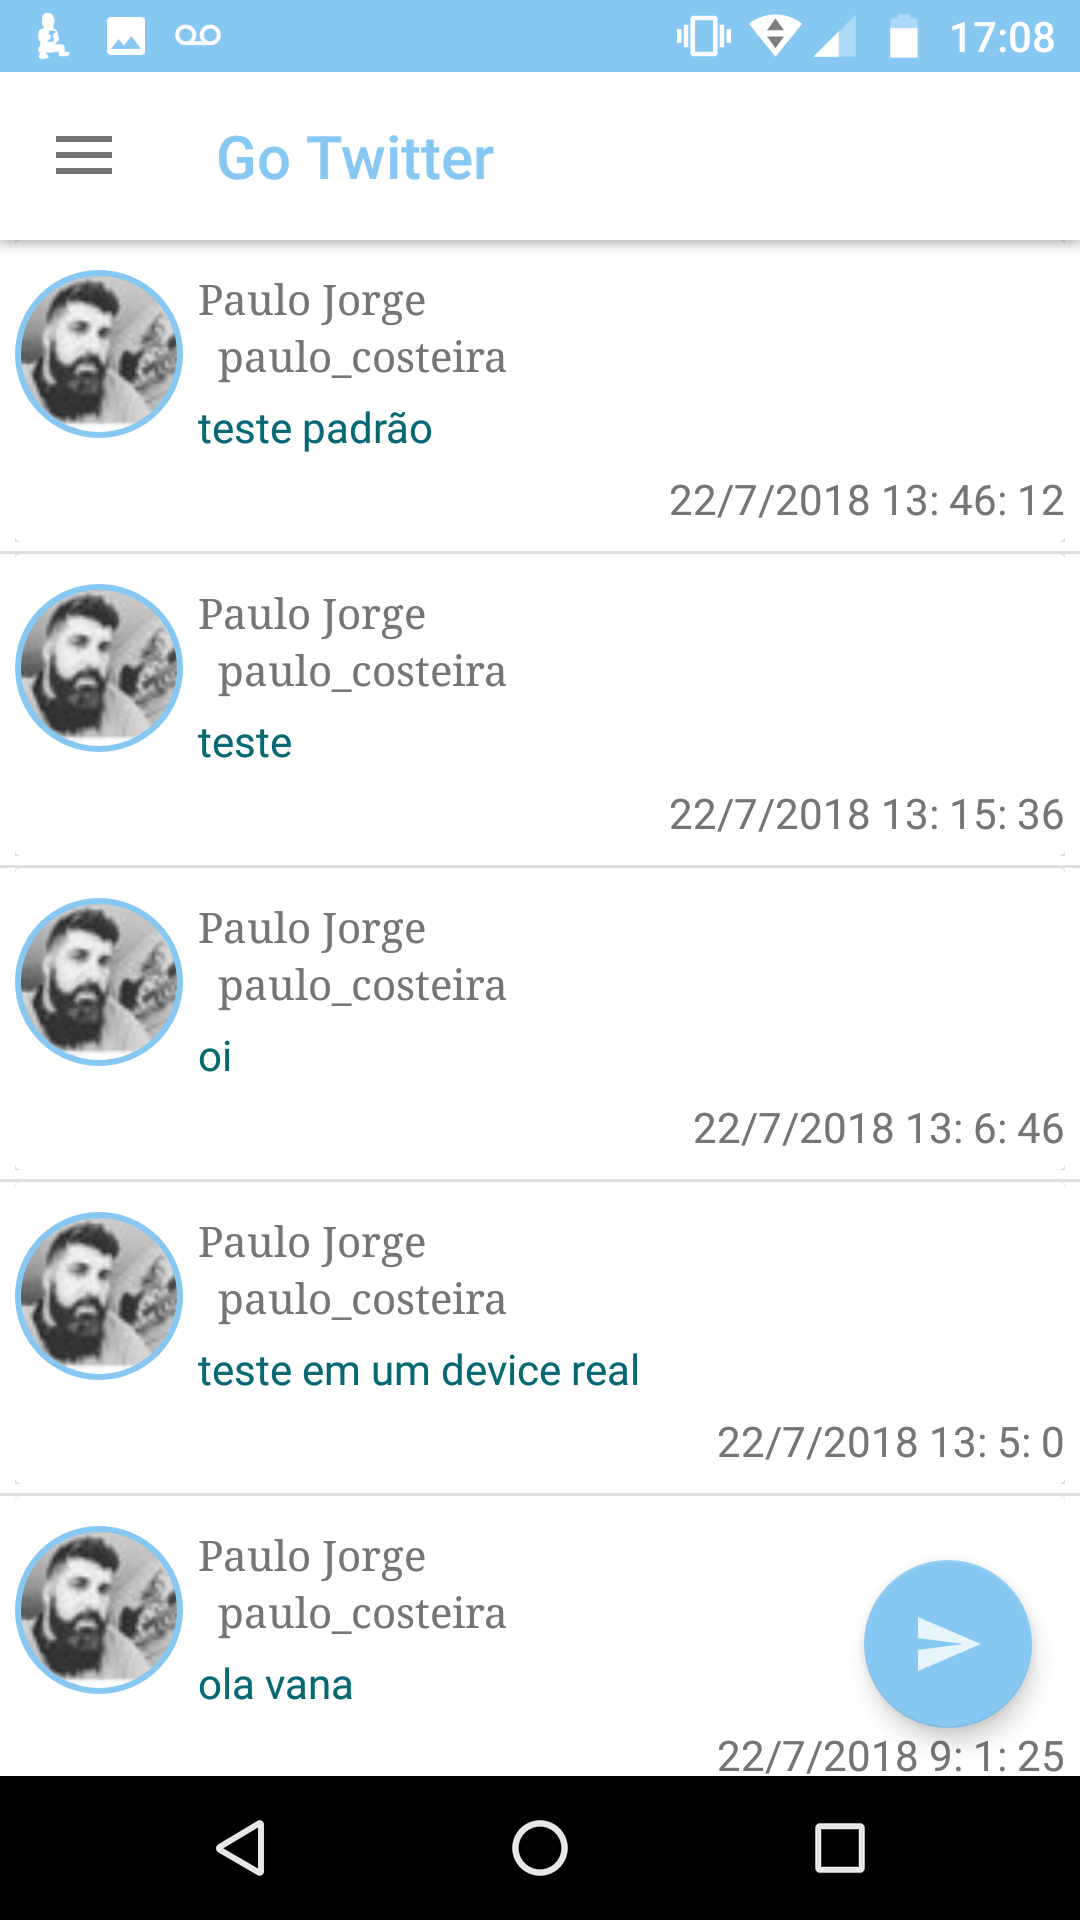 17:08
Go Twitter
Paulo Jorge
paulo_costeira
teste padrão
22/7/2018 13: 46: 12
Paulo Jorge
paulo_costeira
teste
22/7/2018 13: 15: 36
Paulo Jorge
paulo_costeira
oi
22/7/2018 13: 6: 46
Paulo Jorge
paulo_costeira
teste em um device real
22/7/2018 13: 5: 0
Paulo Jorge
paulo_costeira
ola vana
22/7/2018 9: 1: 25